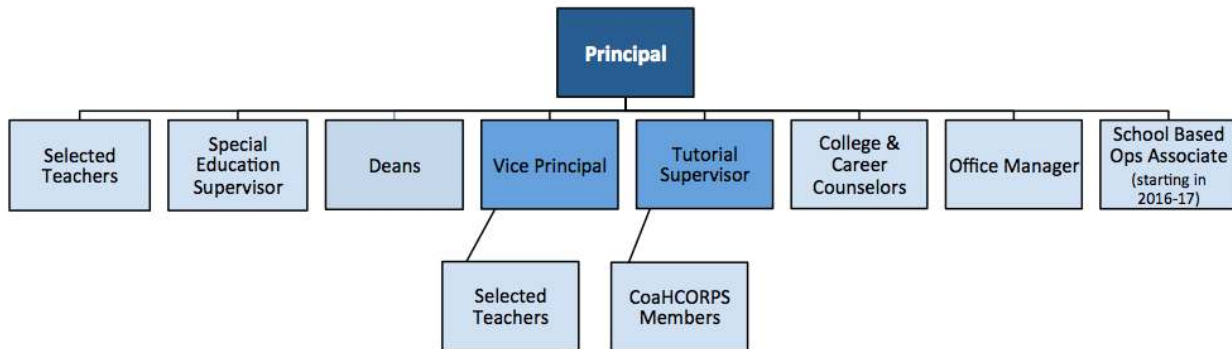 Principal
Selected
Teachers
Special
Education
Supervisor
Deans
Vice Principal
Tutorial
Supervisor
College &
Career
Counselors
Office Manager
School Based
Ops Associate
(starting in
2016-17)
Selected
Teachers
CoaHCORPS
Members